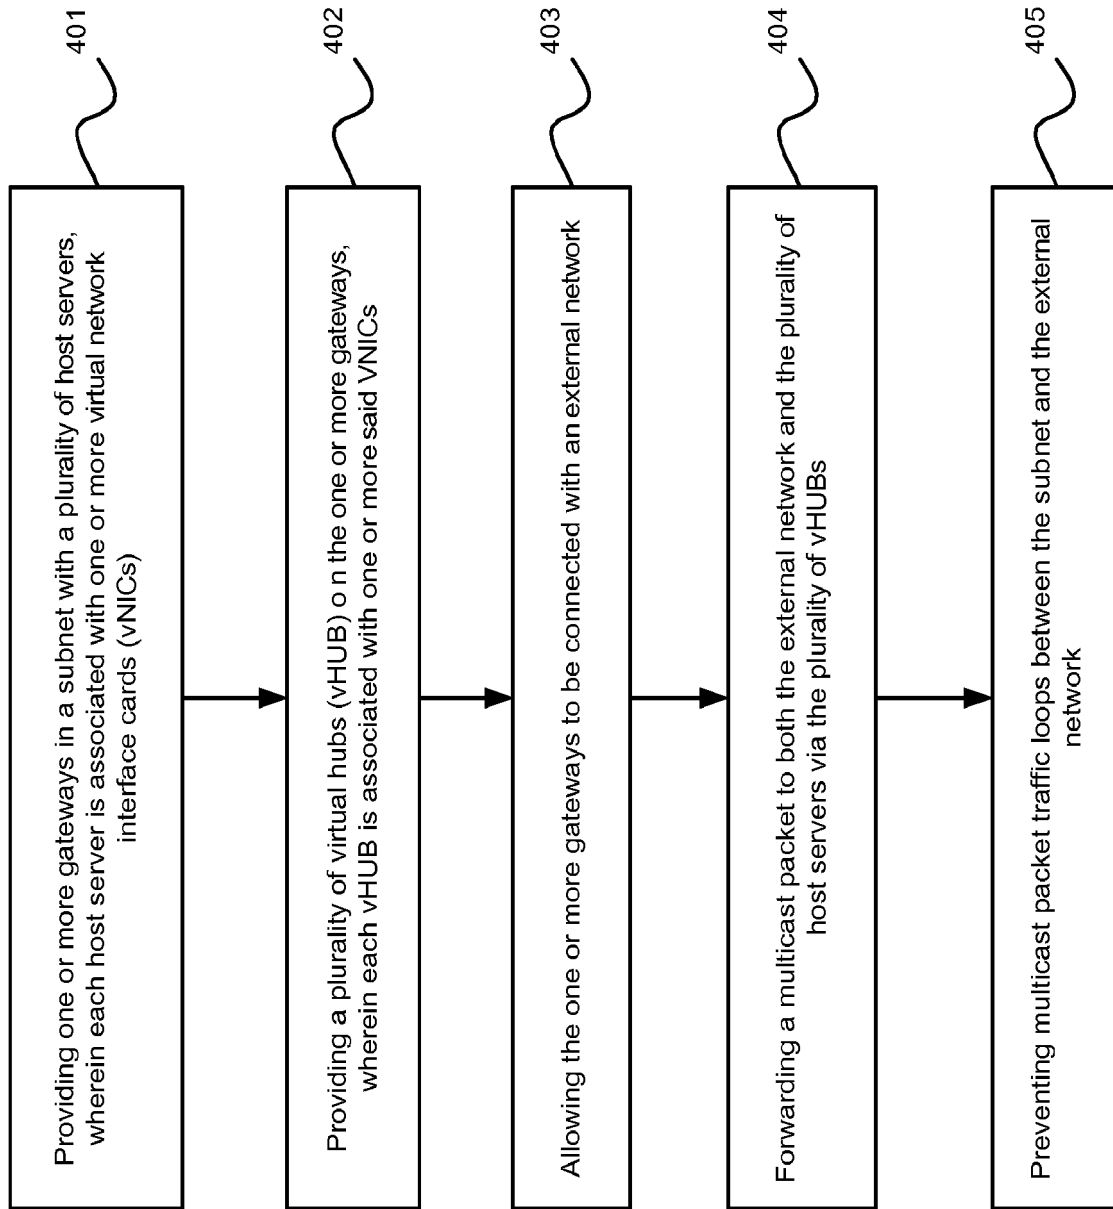 401
Providing one or more gateways in a subnet with a plurality of host servers,
wherein each host server is associated with one or more virtual network
interface cards (vNICs)
402
Providing a plurality of virtual hubs (vHUB) o n the one or more gateways,
wherein each vHUB is associated with one or more said VNICs
403
Allowing the one or more gateways to be connected with an external network
404
Forwarding a multicast packet to both the external network and the plurality of
host servers via the plurality of vHUBs
405
Preventing multicast packet traffic loops between the subnet and the external
network